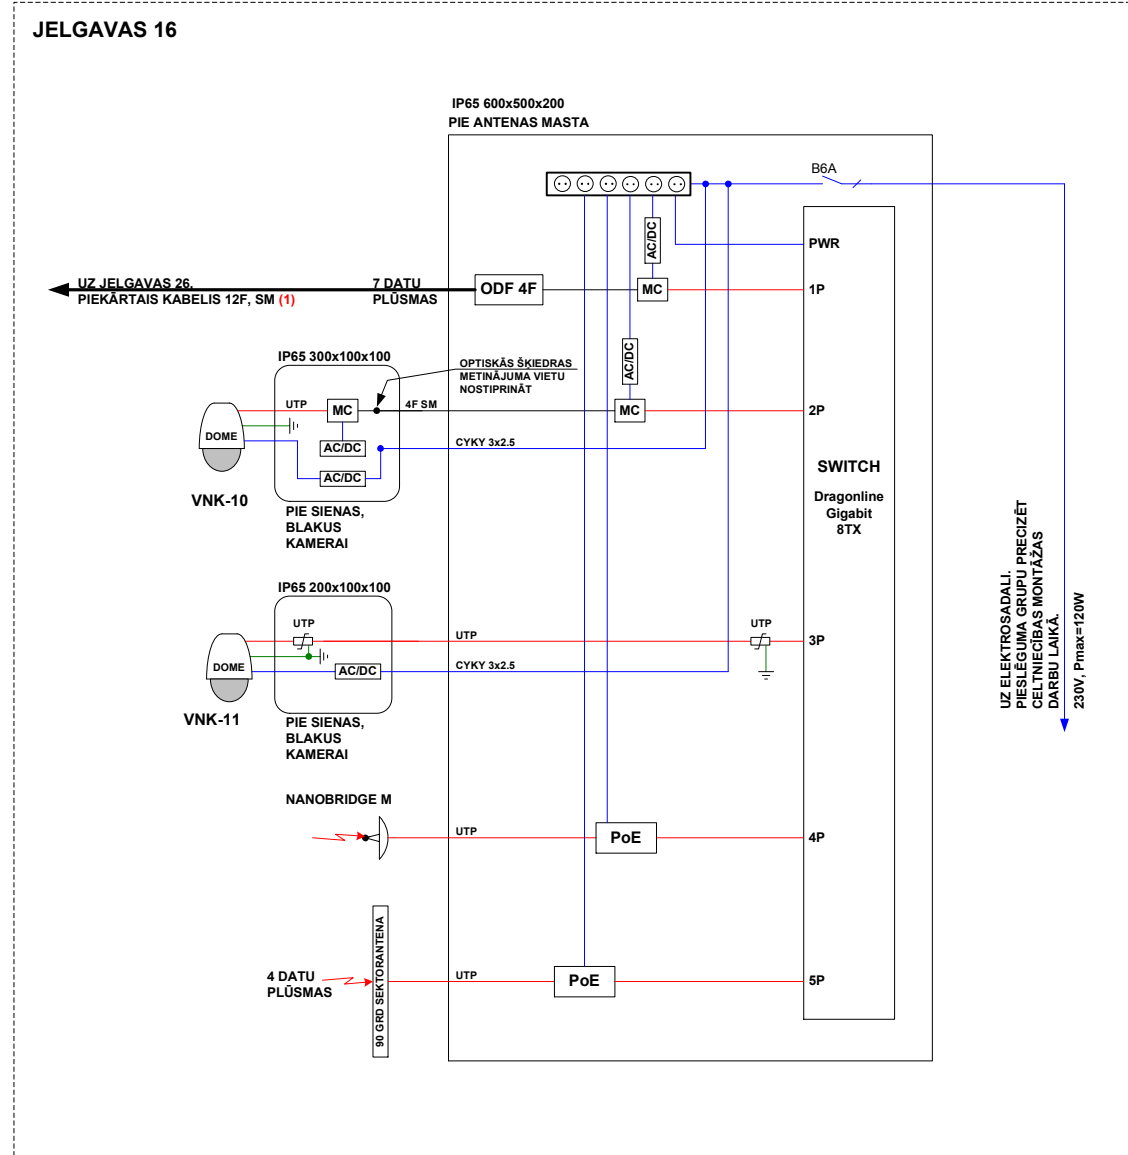 JELGAVAS 16
IP65 600x500x200
PIE ANTENAS MASTA
B6A
AC/DC
PWR
UZ JELGAVAS 26.
PIEKĀRTAIS KABELIS 12F, SM (1)
7 DATU
PLŪSMAS
ODF 4F
MC
1P
AC/DC
IP65 300x100x100
OPTISKĀS ŠĶIEDRAS
METINĀJUMA VIETU
NOSTIPRINĀT
UTP
MC
4F SM
MC
2P
DOME
AC/DC
CYKY 3x2.5
AC/DC
VNK-10
PIE SIENAS,
BLAKUS
KAMERAI
SWITCH
Dragonline
Gigabit
8TX
UZ ELEKTROSADALI.
PIESLĒGUMA GRUPU PRECIZĒT
CELTNIECĪBAS MONTĀŽAS
DARBU LAIKĀ.
230V, Pmax=120W
IP65 200x100x100
UTP
UTP
UTP
3P
DOME
AC/DC
CYKY 3x2.5
VNK-11
PIE SIENAS,
BLAKUS
KAMERAI
NANOBRIDGE M
UTP
PoE
4P
90 GRD SEKTORANTENA
4 DATU
PLŪSMAS
UTP
PoE
5P